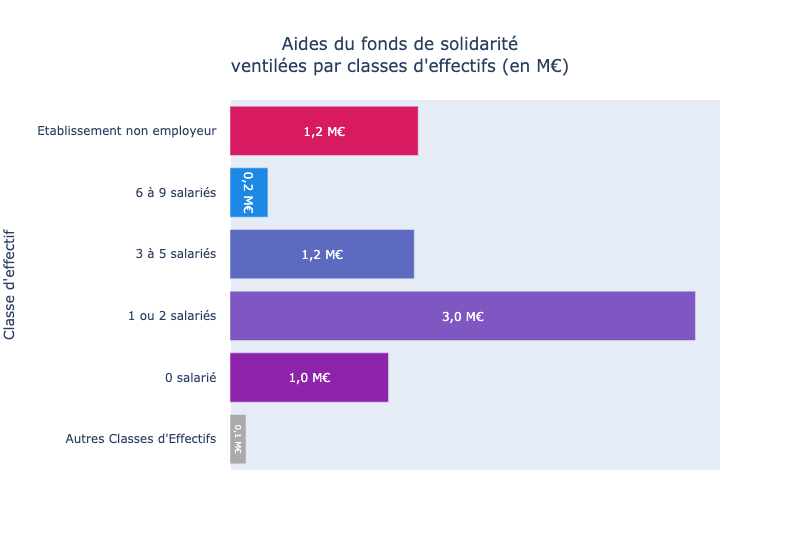 Aides du fonds de solidarité
ventilées par classes d'effectifs (en M€)
Classe d'effectif
Etablissement non employeur
1,2 M€
6 à 9 salariés
0,2 M€
3 à 5 salariés
1,2 M€
1 ou 2 salariés
3,0 M€
0 salarié
1,0 M€
Autres Classes d'Effectifs
0,1 M€